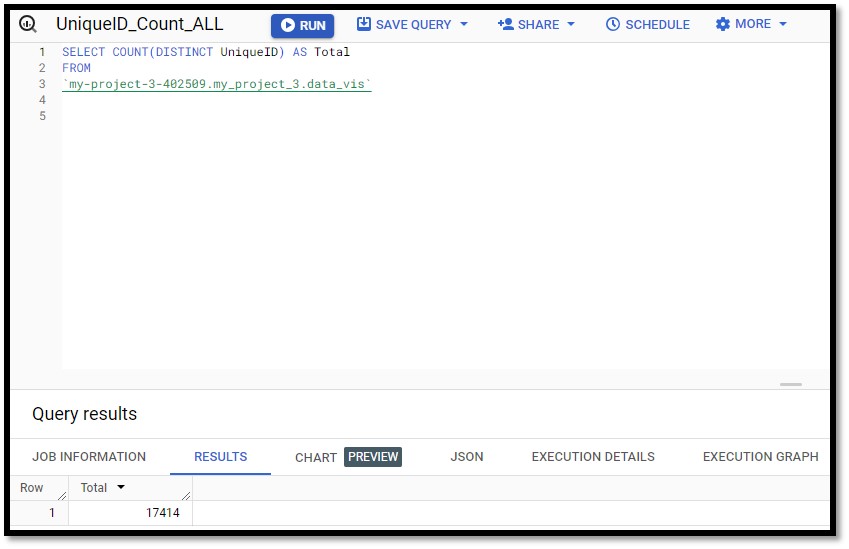 UniqueID_Count_ALL RUN SAVE QUERY SHARE SCHEDULE MORE
1 SELECT COUNT(DISTINCT UniqueID) AS Total
2 FROM
3 `my-project-3-402509.my_project_3.data_vis`
4
5
Query results
JOB INFORMATION RESULTS CHART PREVIEW JSON EXECUTION DETAILS EXECUTION GRAPH
Row Total
1 17414